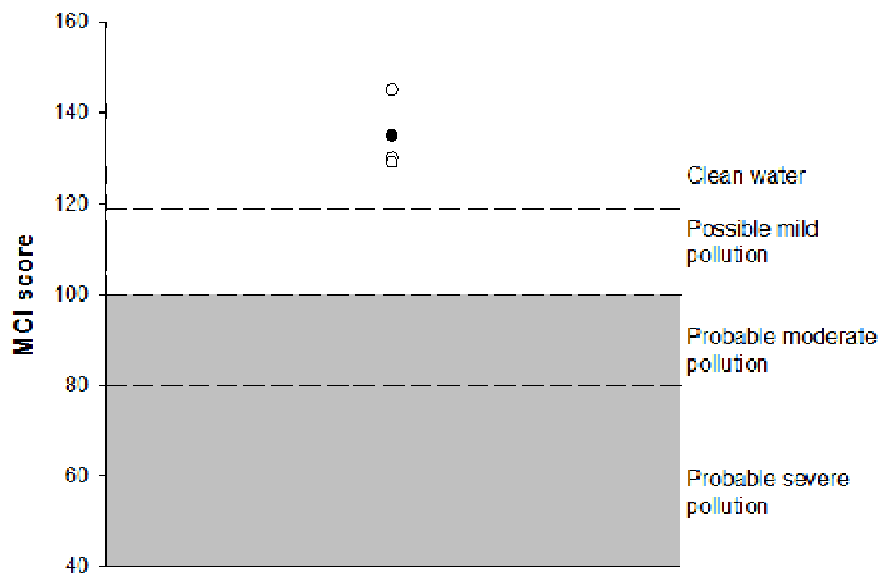 160
140
Clean water
120
Possible mild
pollution
MCI score
100
Probable moderate
pollution
80
60
Probable severe
pollution
40